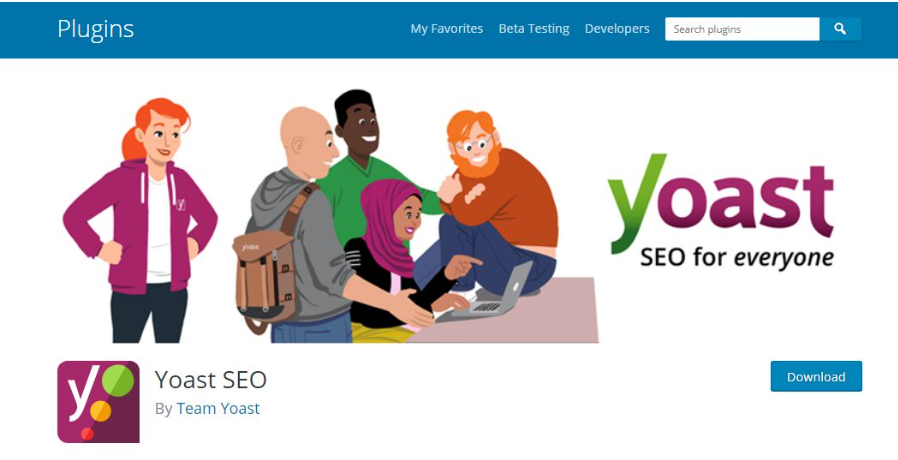 Plugins
My Favorites Beta Testing Developers Search plugins
yoast
SEO for everyone
yoast
Yoast SEO
By Team Yoast
Download